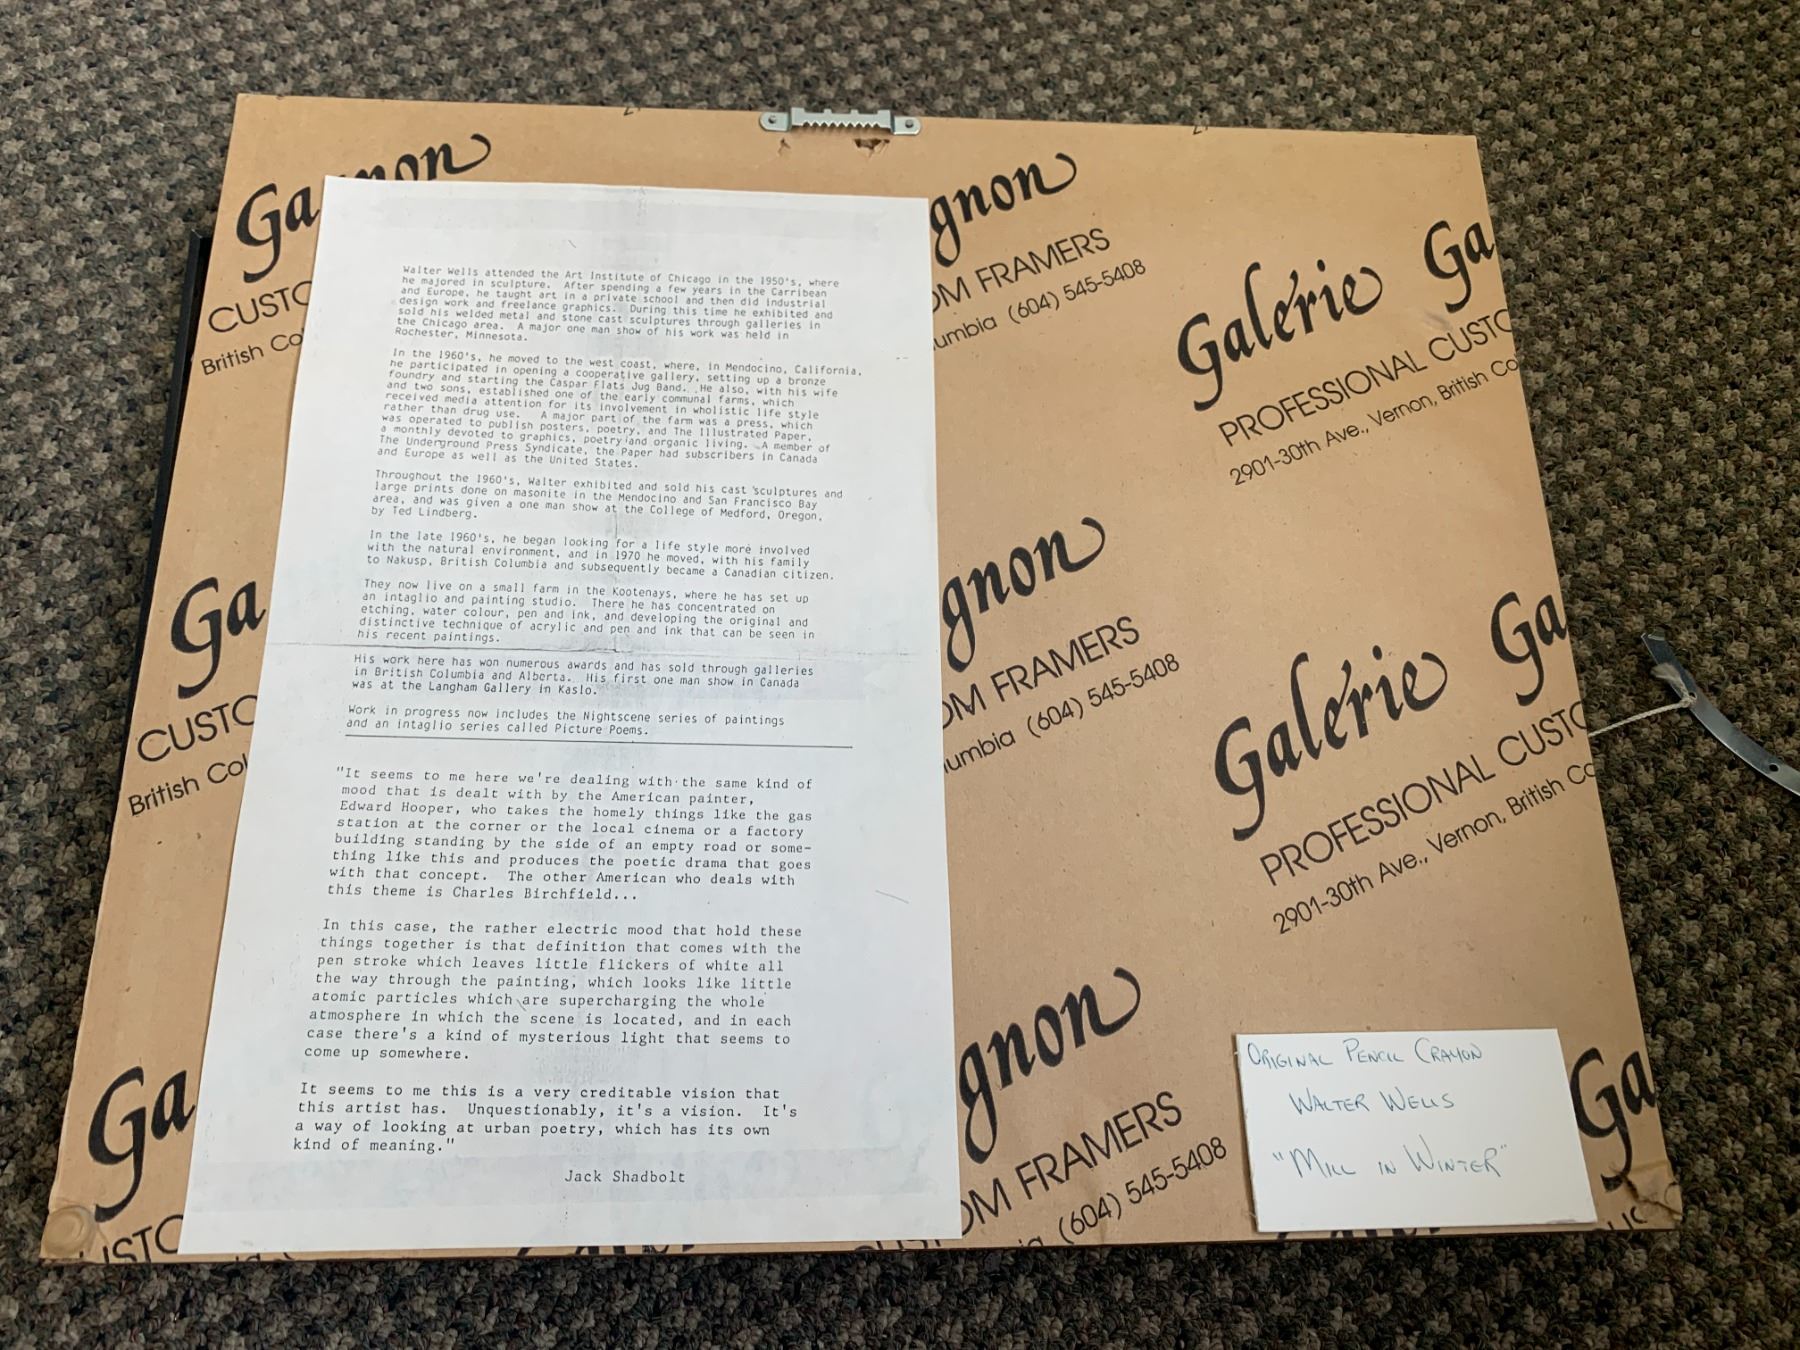 Walter Wells attended the Art Institute of Chicago in the 1950's, where
he majored in sculpture. After spending a few years in the Carribean
and Europe, he taught art in a private school and then did industrial
design work and freelance graphics. During this time he exhibited and
sold his welded metal and stone cast sculptures through galleries in
the Chicago area. A major one man show of his work was held in
Rochester, Minnesota.
In the 1960's, he moved to the west coast, where, in Mendocino, California,
he participated in opening a cooperative gallery, setting up a bronze
foundry and starting the Caspar Flats Jug Band. He also, with his wife
and two sons, established one of the early communal farms, which
received media attention for its involvement in wholistic life style
rather than drug use. A major part of the farm was a press, which
was operated to publish posters, poetry, and The Illustrated Paper,
a monthly devoted to graphics, poetry and organic living. A member of
The Underground Press Syndicate, the Paper had subscribers in Canada
and Europe as well as the United States.
Throughout the 1960's, Walter exhibited and sold his cast sculptures and
large prints done on masonite in the Mendocino and San Francisco Bay
area, and was given a one man show at the College of Medford, Oregon,
by Ted Lindberg.
In the late 1960's, he began looking for a life style more involved
with the natural environment, and in 1970 he moved, with his family
to Nakusp, British Columbia and subsequently became a Canadian citizen.
They now live on a small farm in the Kootenays, where he has set up
an intaglio and painting studio. There he has concentrated on
etching, water colour, pen and ink, and developing the original and
distinctive technique of acrylic and pen and ink that can be seen in
his recent paintings.
His work here has won numerous awards and has sold through galleries
in British Columbia and Alberta. His first one man show in Canada
was at the Langham Gallery in Kaslo.
Work in progress now includes the Nightscene series of paintings
and an intaglio series called Picture Poems.
"It seems to me here we're dealing with the same kind of
mood that is dealt with by the American painter,
Edward Hooper, who takes the homely things like the gas
station at the corner or the local cinema or a factory
building standing by the side of an empty road or some-
thing like this and produces the poetic drama that goes
with that concept. The other American who deals with
this theme is Charles Birchfield...
In this case, the rather electric mood that hold these
things together is that definition that comes with the
pen stroke which leaves little flickers of white all
the way through the painting, which looks like little
atomic particles which are supercharging the whole
atmosphere in which the scene is located, and in each
case there's a kind of mysterious light that seems to
come up somewhere.
It seems to me this is a very creditable vision that
this artist has. Unquestionably, it's a vision. It's
a way of looking at urban poetry, which has its own
kind of meaning."
Jack Shadbolt
Ga
non
CUSTO
British Co
Ga
CUSTO
British Col
Ga
CUSTO
gnon
OM FRAMERS
umbia (604) 545-5408
gnon
OM FRAMERS
umbia (604) 545-5408
gnon
OM FRAMERS
(604) 545-5408
Galerie Ga
PROFESSIONAL CUSTO
2901-30th Ave., Vernon, British Co
Galerie Ga
PROFESSIONAL CUSTO
2901-30th Ave., Vernon, British Co
Ga
ORIGINAL PENCIL CRAYON
WALTER WELLS
"MILL IN WINTER"